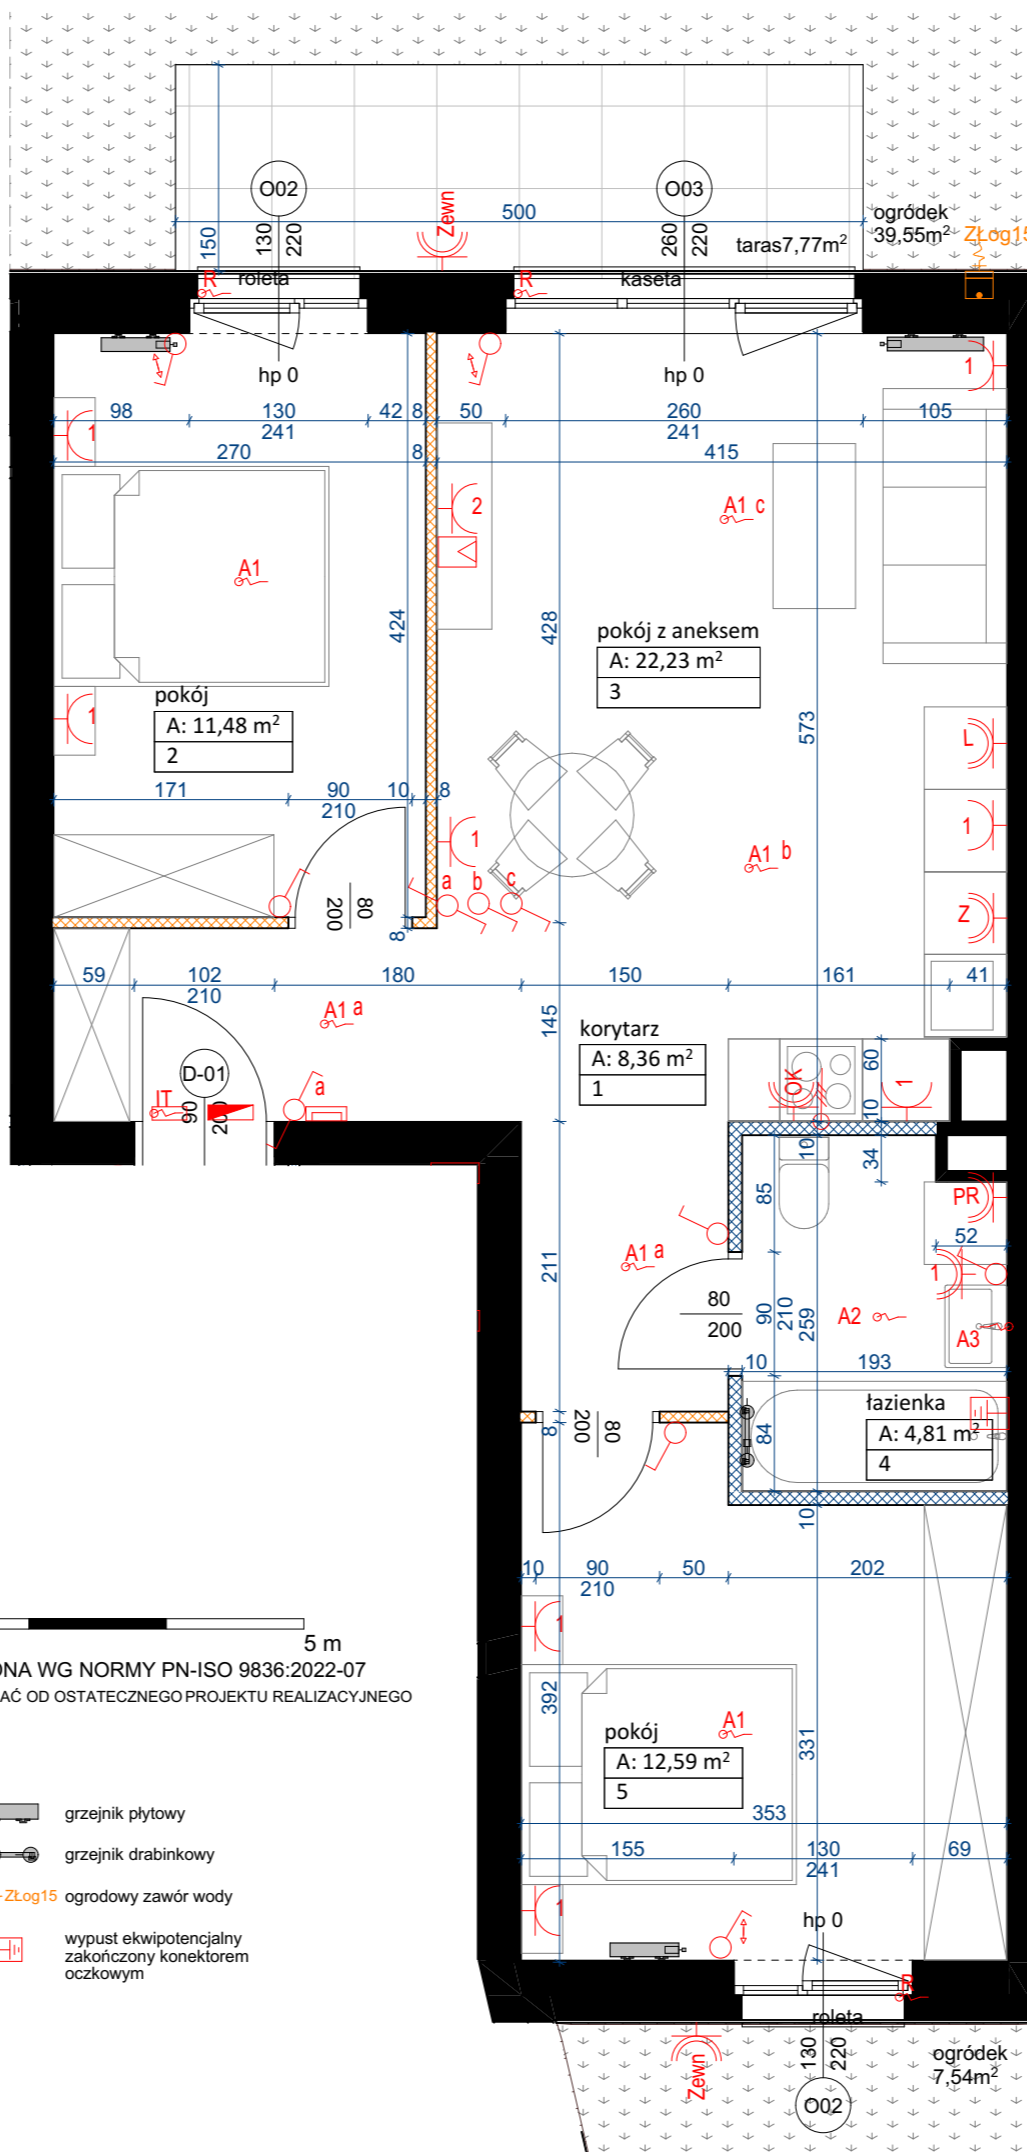 O02
O03
Zewn
500
150
130
220
260
220
taras7,77m²
ogródek
39,55m²
ZŁog15
R
roleta
R
kaseta
hp 0
hp 0
1
98
130
42
8
50
260
105
241
241
1
270
8
415
2
A1 c
A1
424
428
pokój z aneksem
A: 22,23 m²
3
pokój
A: 11,48 m²
2
1
573
L
171
90
10
8
210
1
1
A1 b
a
b
c
80
200
8
Z
59
102
180
150
161
41
210
A1 a
145
korytarz
A: 8,36 m²
1
D-01
90
200
IT
a
OK
1
60
10
10
34
85
PR
52
211
A1 a
1
80
200
90
210
259
A2
A3
10
193
80
200
8
84
łazienka
A: 4,81 m²
4
10
10
90
50
202
210
1
5 m
ONA WG NORMY PN-ISO 9836:2022-07
AĆ OD OSTATECZNEGO PROJEKTU REALIZACYJNEGO
392
A1
pokój
A: 12,59 m²
5
331
353
155
130
69
241
grzejnik płytowy
grzejnik drabinkowy
ZŁog15 ogrodowy zawór wody
wypust ekwipotencjalny
zakończony konektorem
oczkowym
1
hp 0
R
roleta
Zewn
130
220
O02
ogródek
7,54m²